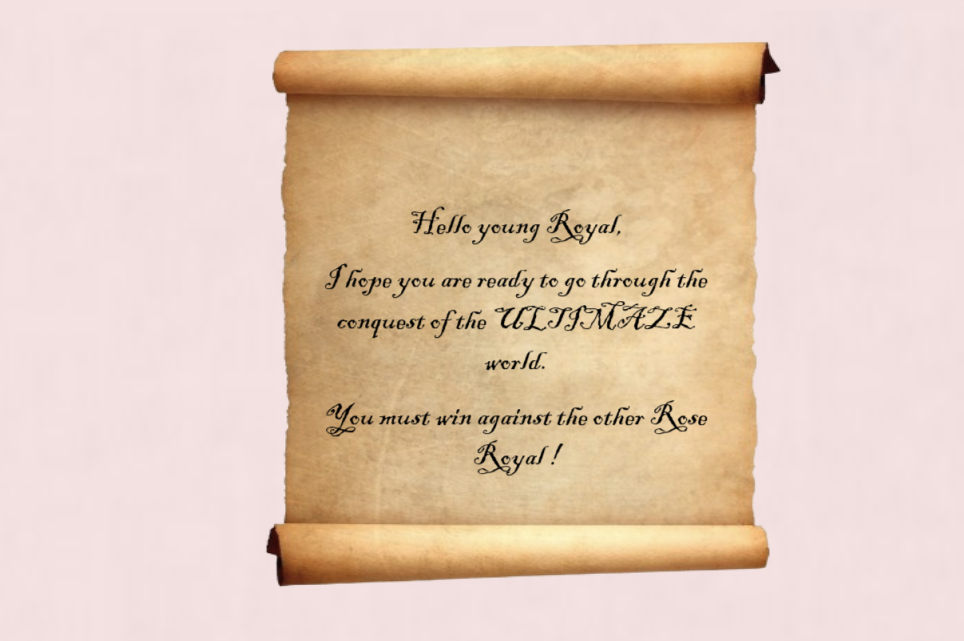 Hello young Royal,
I hope you are ready to go through the
conquest of the ULTIMAZE
world.
You must win against the other Rose
Royal !